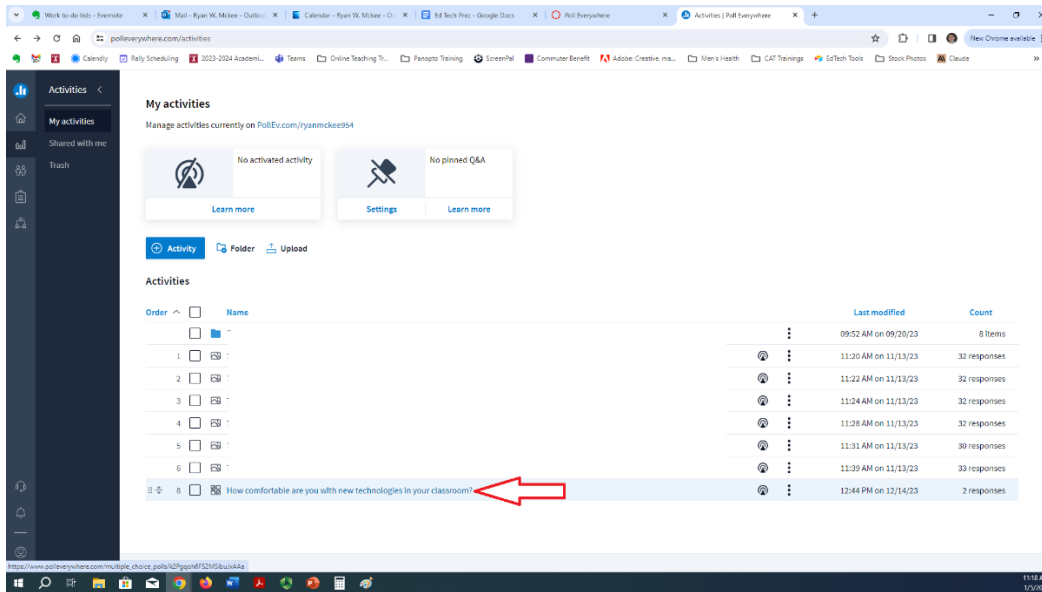 Work to-do lists - Evernote
Mail - Ryan W. Mckee - Outloo
Calendar - Ryan W. Mckee - O
Ed Tech Prez - Google Docs
Poll Everywhere
Activities | Poll Everywhere
polleverywhere.com/activities
New Chrome available
Calendly
Rally Scheduling
2023-2024 Academi...
Teams
Online Teaching Tr...
Panopto Training
ScreenPal
Commuter Benefit
Adobe: Creative, ma...
Men's Health
CAT Trainings
EdTech Tools
Stock Photos
Claude
Activities
My activities
Shared with me
Trash
My activities
Manage activities currently on PollEv.com/ryanmckee954
No activated activity
Learn more
No pinned Q&A
Settings
Learn more
Activity
Folder
Upload
Activities
Order
Name
Last modified
Count
09:52 AM on 09/20/23 8 items
1 11:20 AM on 11/13/23 32 responses
2 11:22 AM on 11/13/23 32 responses
3 11:24 AM on 11/13/23 32 responses
4 11:28 AM on 11/13/23 32 responses
5 11:31 AM on 11/13/23 30 responses
6 11:39 AM on 11/13/23 33 responses
8 How comfortable are you with new technologies in your classroom? 12:44 PM on 12/14/23 2 responses
11:18 A
1/5/20